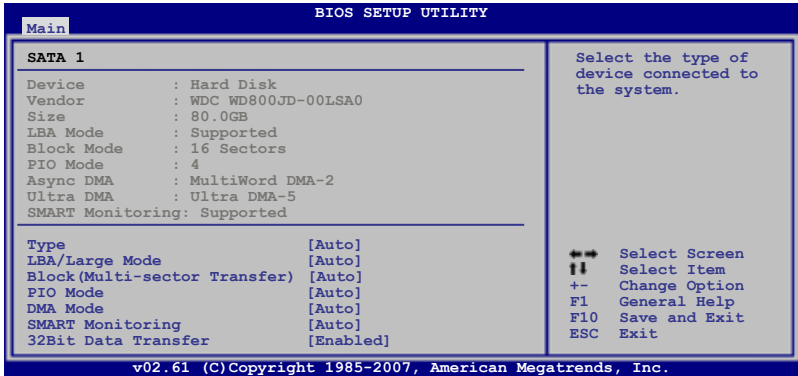 BIOS SETUP UTILITY
Main
SATA 1
Device : Hard Disk
Vendor : WDC WD800JD-00LSA0
Size : 80.0GB
LBA Mode : Supported
Block Mode : 16 Sectors
PIO Mode : 4
Async DMA : MultiWord DMA-2
Ultra DMA : Ultra DMA-5
SMART Monitoring: Supported
Type [Auto]
LBA/Large Mode [Auto]
Block(Multi-sector Transfer) [Auto]
PIO Mode [Auto]
DMA Mode [Auto]
SMART Monitoring [Auto]
32Bit Data Transfer [Enabled]
Select the type of
device connected to
the system.
←→ Select Screen
↑↓ Select Item
+- Change Option
F1 General Help
F10 Save and Exit
ESC Exit
v02.61 (C)Copyright 1985-2007, American Megatrends, Inc.